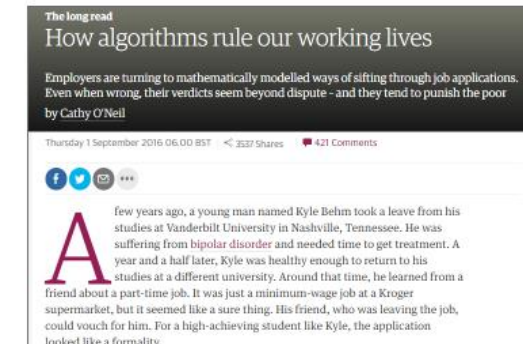 The long read
How algorithms rule our working lives
Employers are turning to mathematically modelled ways of sifting through job applications.
Even when wrong, their verdicts seem beyond dispute – and they tend to punish the poor
by Cathy O'Neil
Thursday 1 September 2016 06.00 BST 3537 Shares 421 Comments
A few years ago, a young man named Kyle Behm took a leave from his
studies at Vanderbilt University in Nashville, Tennessee. He was
suffering from bipolar disorder and needed time to get treatment. A
year and a half later, Kyle was healthy enough to return to his
studies at a different university. Around that time, he learned from a
friend about a part-time job. It was just a minimum-wage job at a Kroger
supermarket, but it seemed like a sure thing. His friend, who was leaving the job,
could vouch for him. For a high-achieving student like Kyle, the application
looked like a formality.